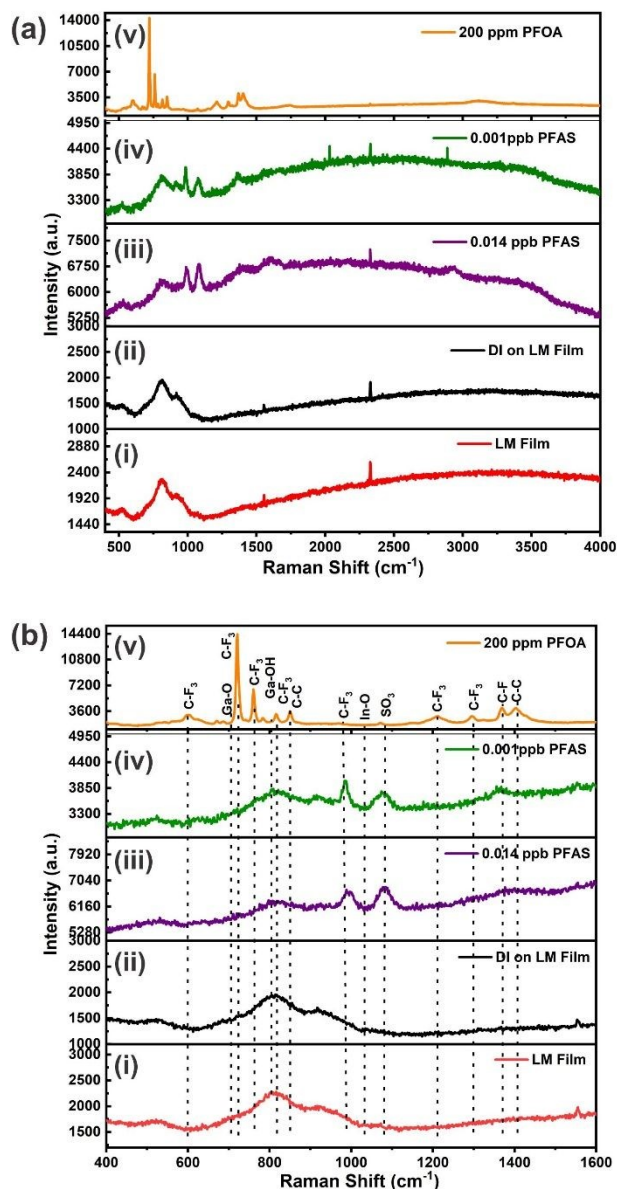 (a)
14000
10500
7000
3500
(v)
200 ppm PFOA
4950
4400
3850
3300
(iv)
0.001ppb PFAS
7500
6750
6000
5250
(iii)
0.014 ppb PFAS
3000
2500
2000
1500
1000
(ii)
DI on LM Film
2880
2400
1920
1440
(i)
LM Film
Intensity (a.u.)
500 1000 1500 2000 2500 3000 3500 4000
Raman Shift (cm⁻¹)
(b)
14400
10800
7200
3600
(v)
200 ppm PFOA
C-F₃
Ga-O
C-F₃
C-F₃
Ga-OH
C-F₃
C-C
C-F₃
In-O
SO₃
C-F₃
C-F₃
C-F
C-C
4950
4400
3850
3300
(iv)
0.001ppb PFAS
7920
7040
6160
5280
(iii)
0.014 ppb PFAS
3000
2500
2000
1500
1000
(ii)
DI on LM Film
3000
2500
2000
1500
(i)
LM Film
Intensity (a.u.)
400 600 800 1000 1200 1400 1600
Raman Shift (cm⁻¹)